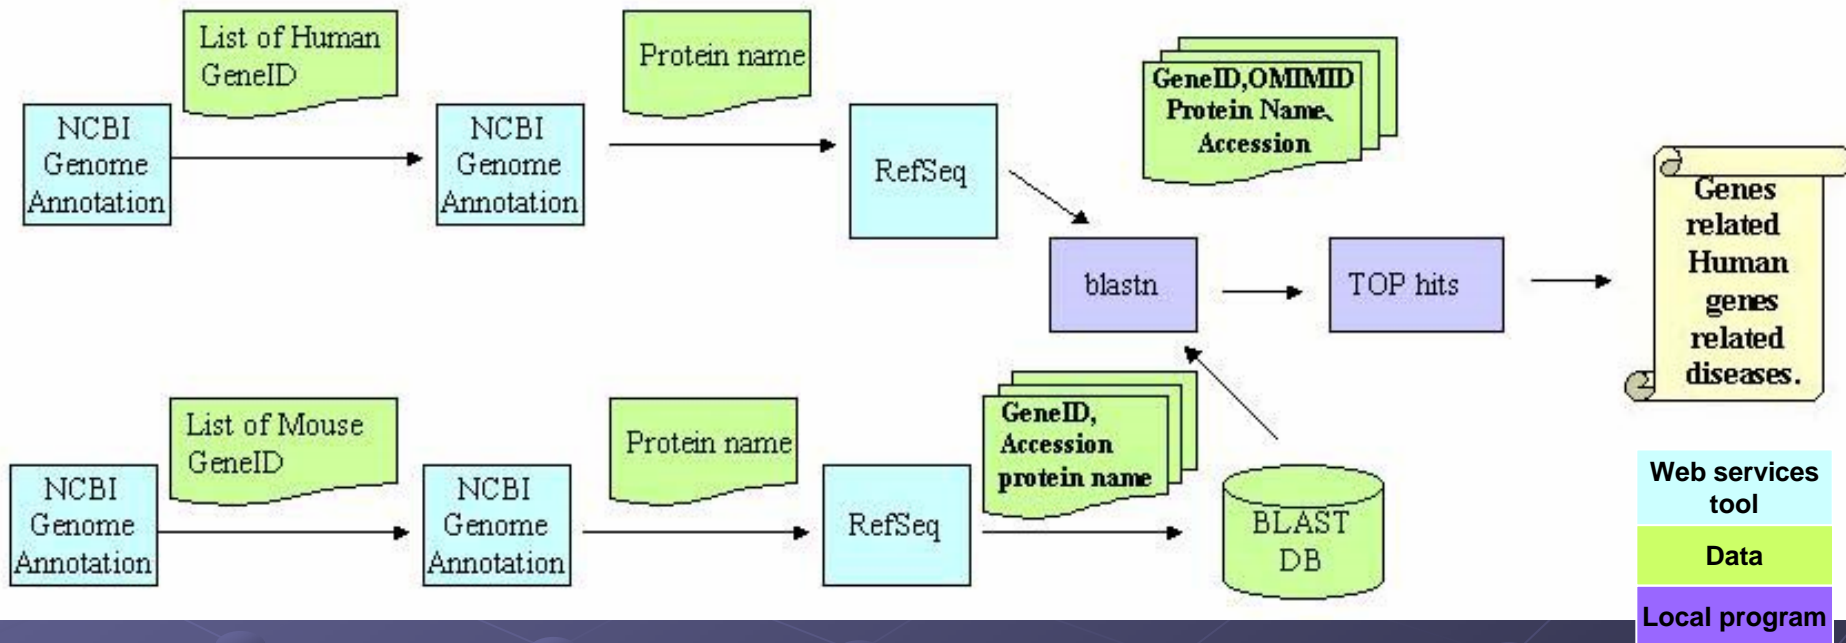 List of Human
GeneID
Protein name
GeneID,OMIMID
Protein Name、
Accession
NCBI
Genome
Annotation
NCBI
Genome
Annotation
RefSeq
blastn
TOP hits
Genes
related
Human
genes
related
diseases.
List of Mouse
GeneID
Protein name
GeneID,
Accession
protein name
NCBI
Genome
Annotation
NCBI
Genome
Annotation
RefSeq
BLAST
DB
Web services
tool
Data
Local program